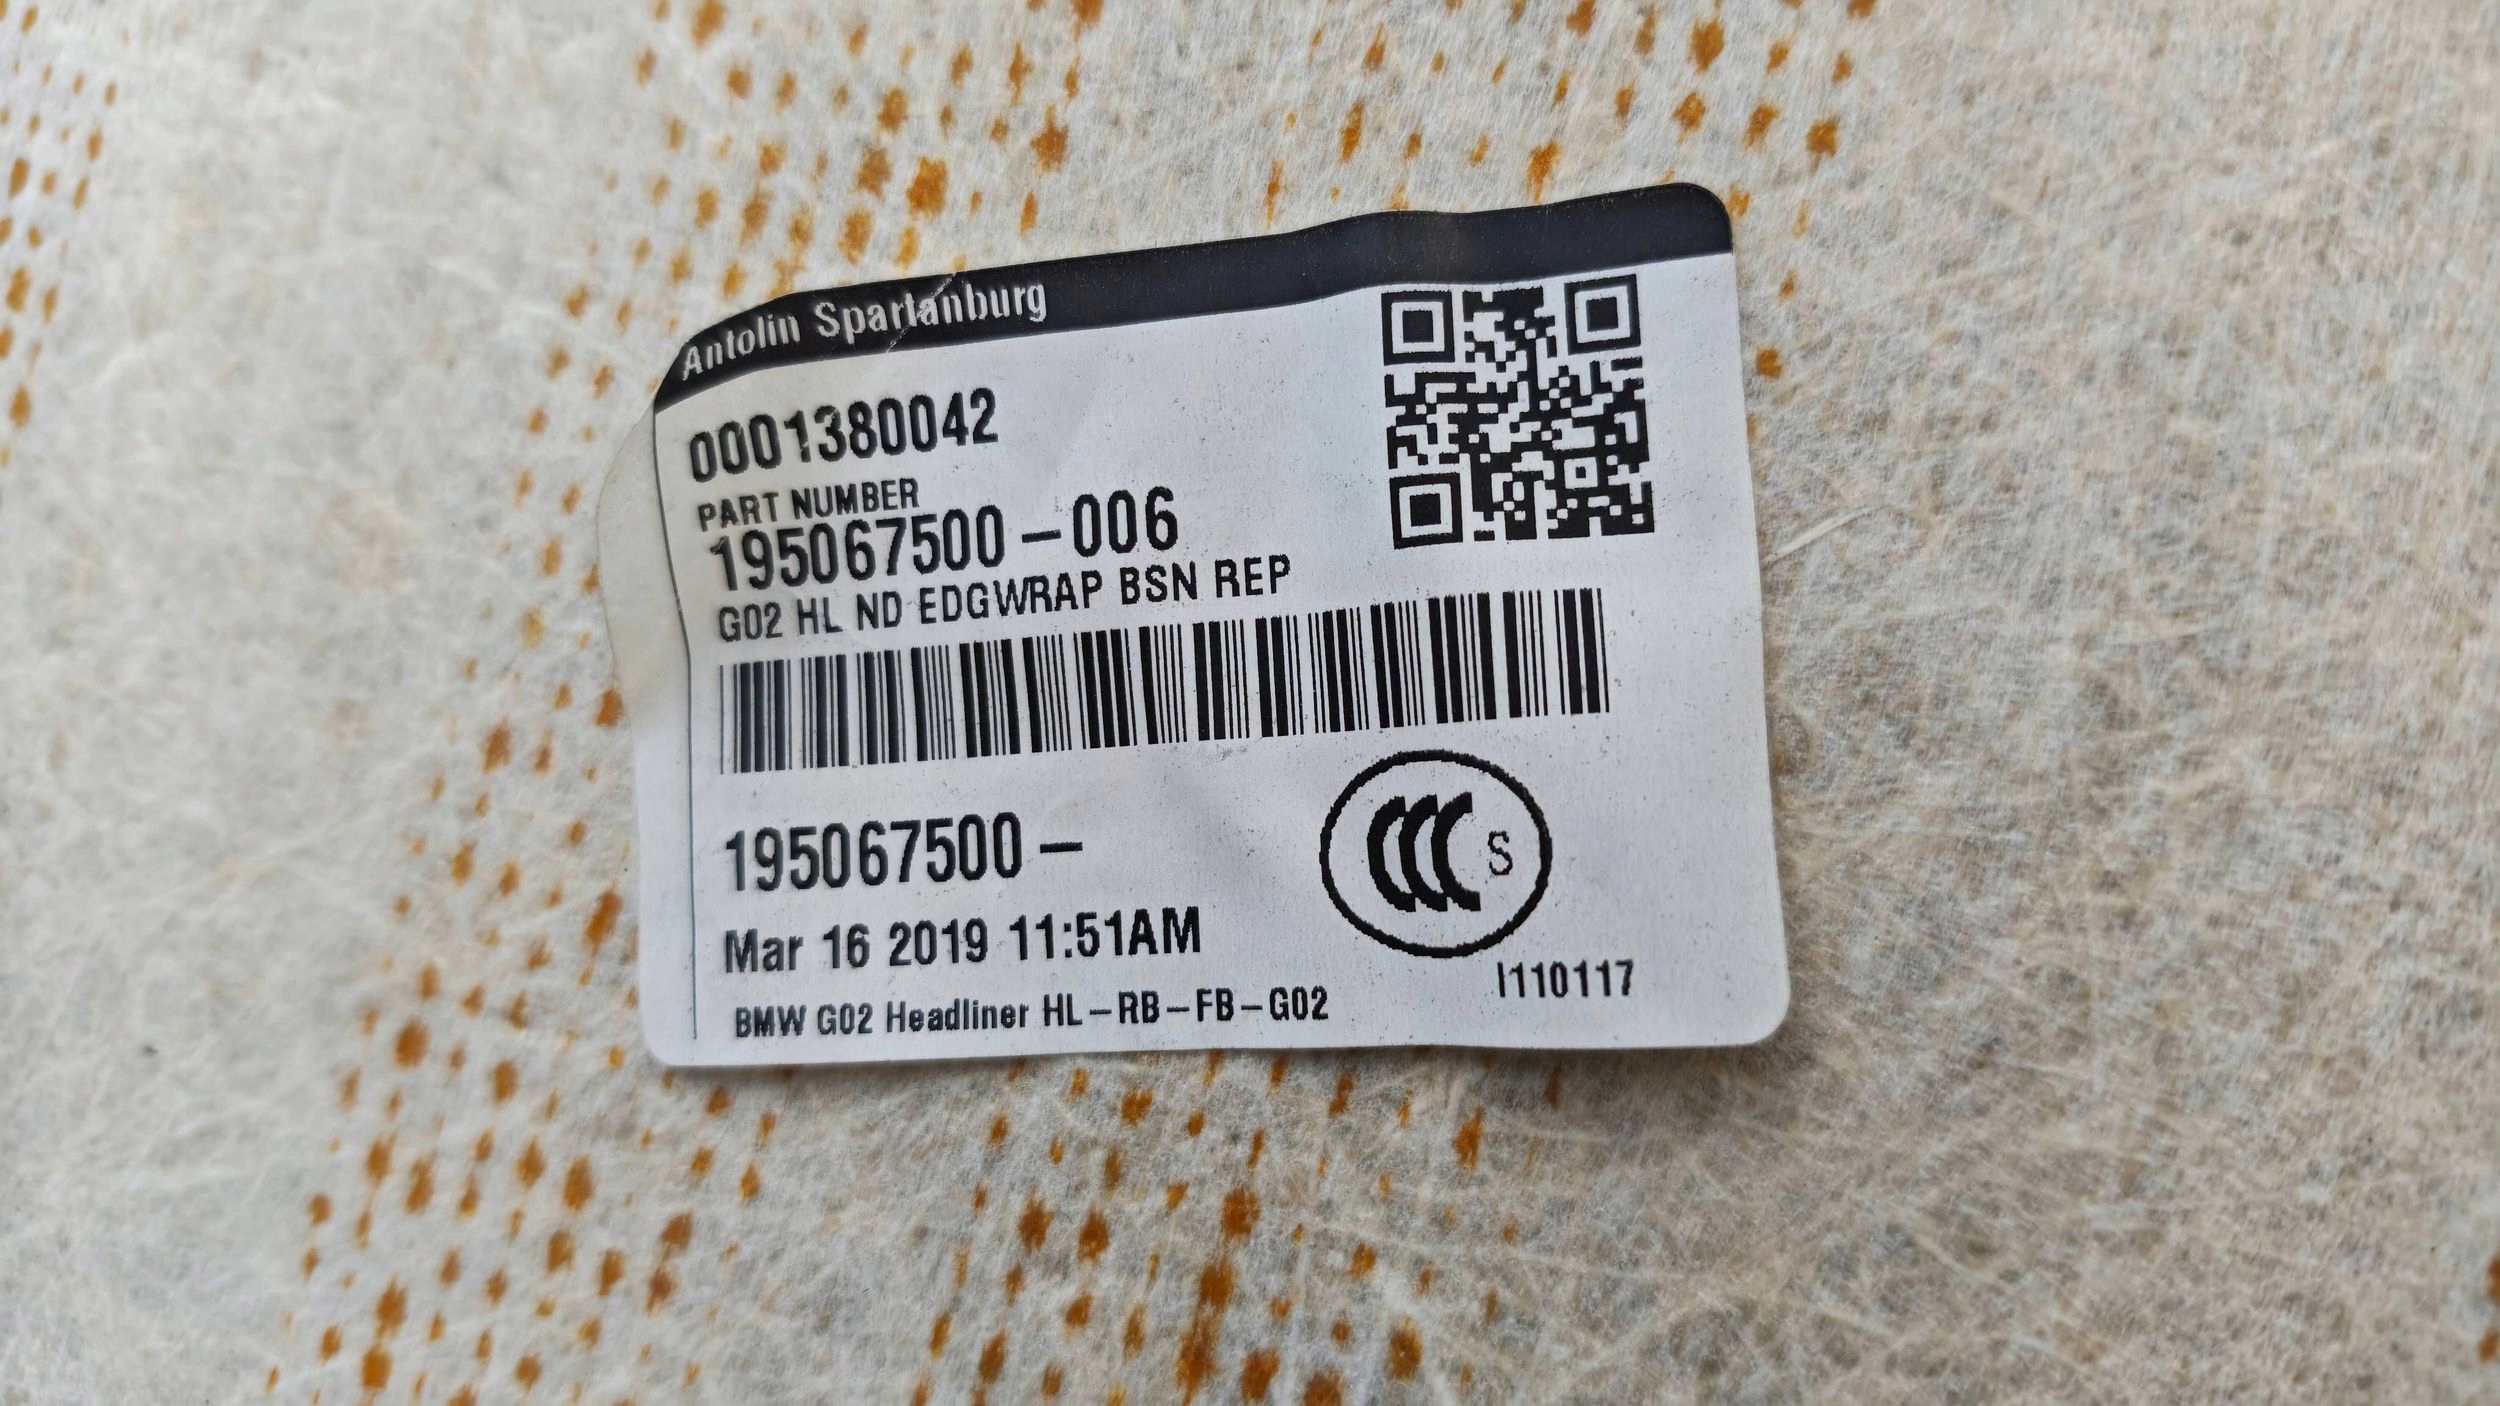 Antolin Spartanburg
0001380042
PART NUMBER
195067500-006
G02 HL ND EDGWRAP BSN REP
195067500-
CCC S
Mar 16 2019 11:51AM
I110117
BMW G02 Headliner HL-RB-FB-G02